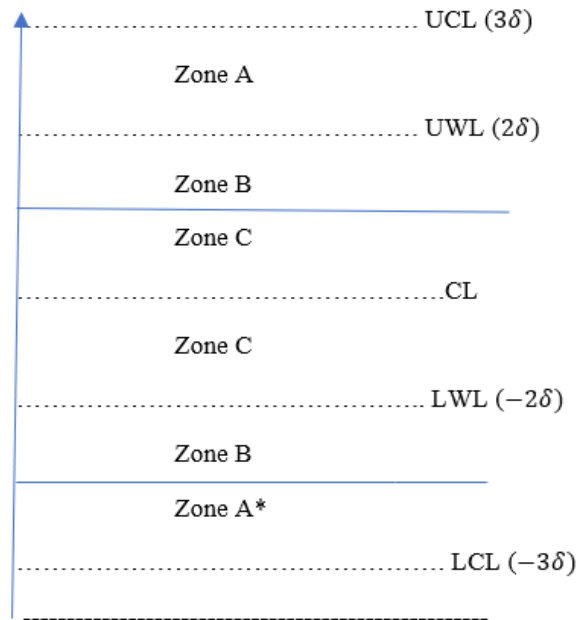 UCL (3δ)
Zone A
UWL (2δ)
Zone B
Zone C
CL
Zone C
LWL (−2δ)
Zone B
Zone A*
LCL (−3δ)